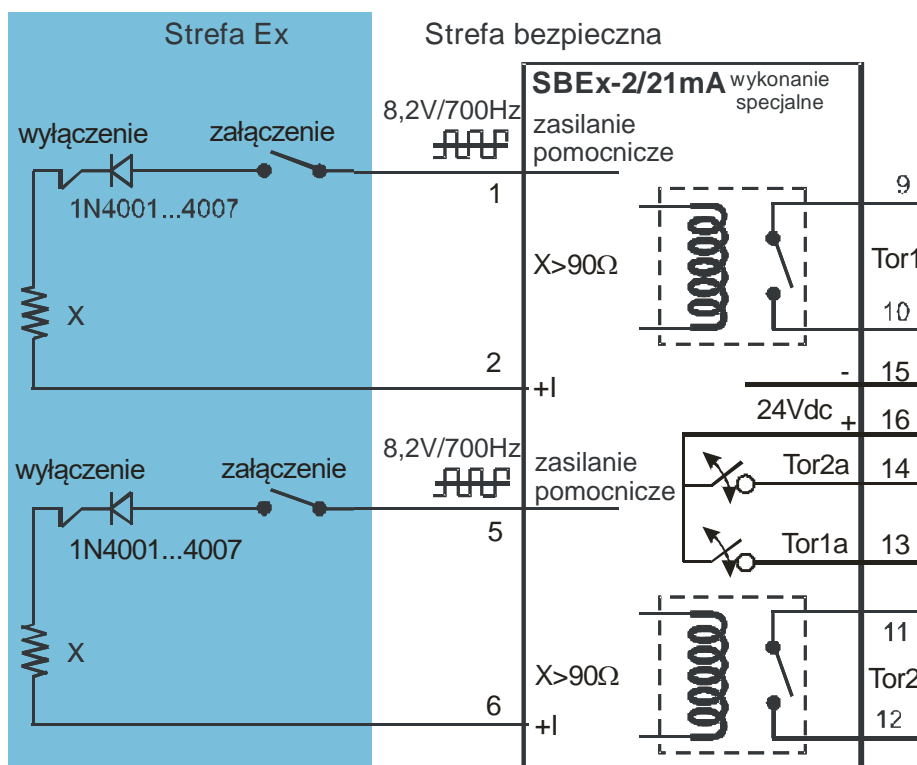 Strefa Ex
Strefa bezpieczna
SBEx-2/21mA wykonanie
specjalne
8,2V/700Hz
wyłączenie
załączenie
zasilanie
pomocnicze
1N4001...4007
1
9
X>90Ω
Tor1
X
10
2
+I
-
15
24Vdc
+
16
8,2V/700Hz
wyłączenie
załączenie
zasilanie
pomocnicze
Tor2a
14
1N4001...4007
5
Tor1a
13
11
X
X>90Ω
Tor2
6
+I
12